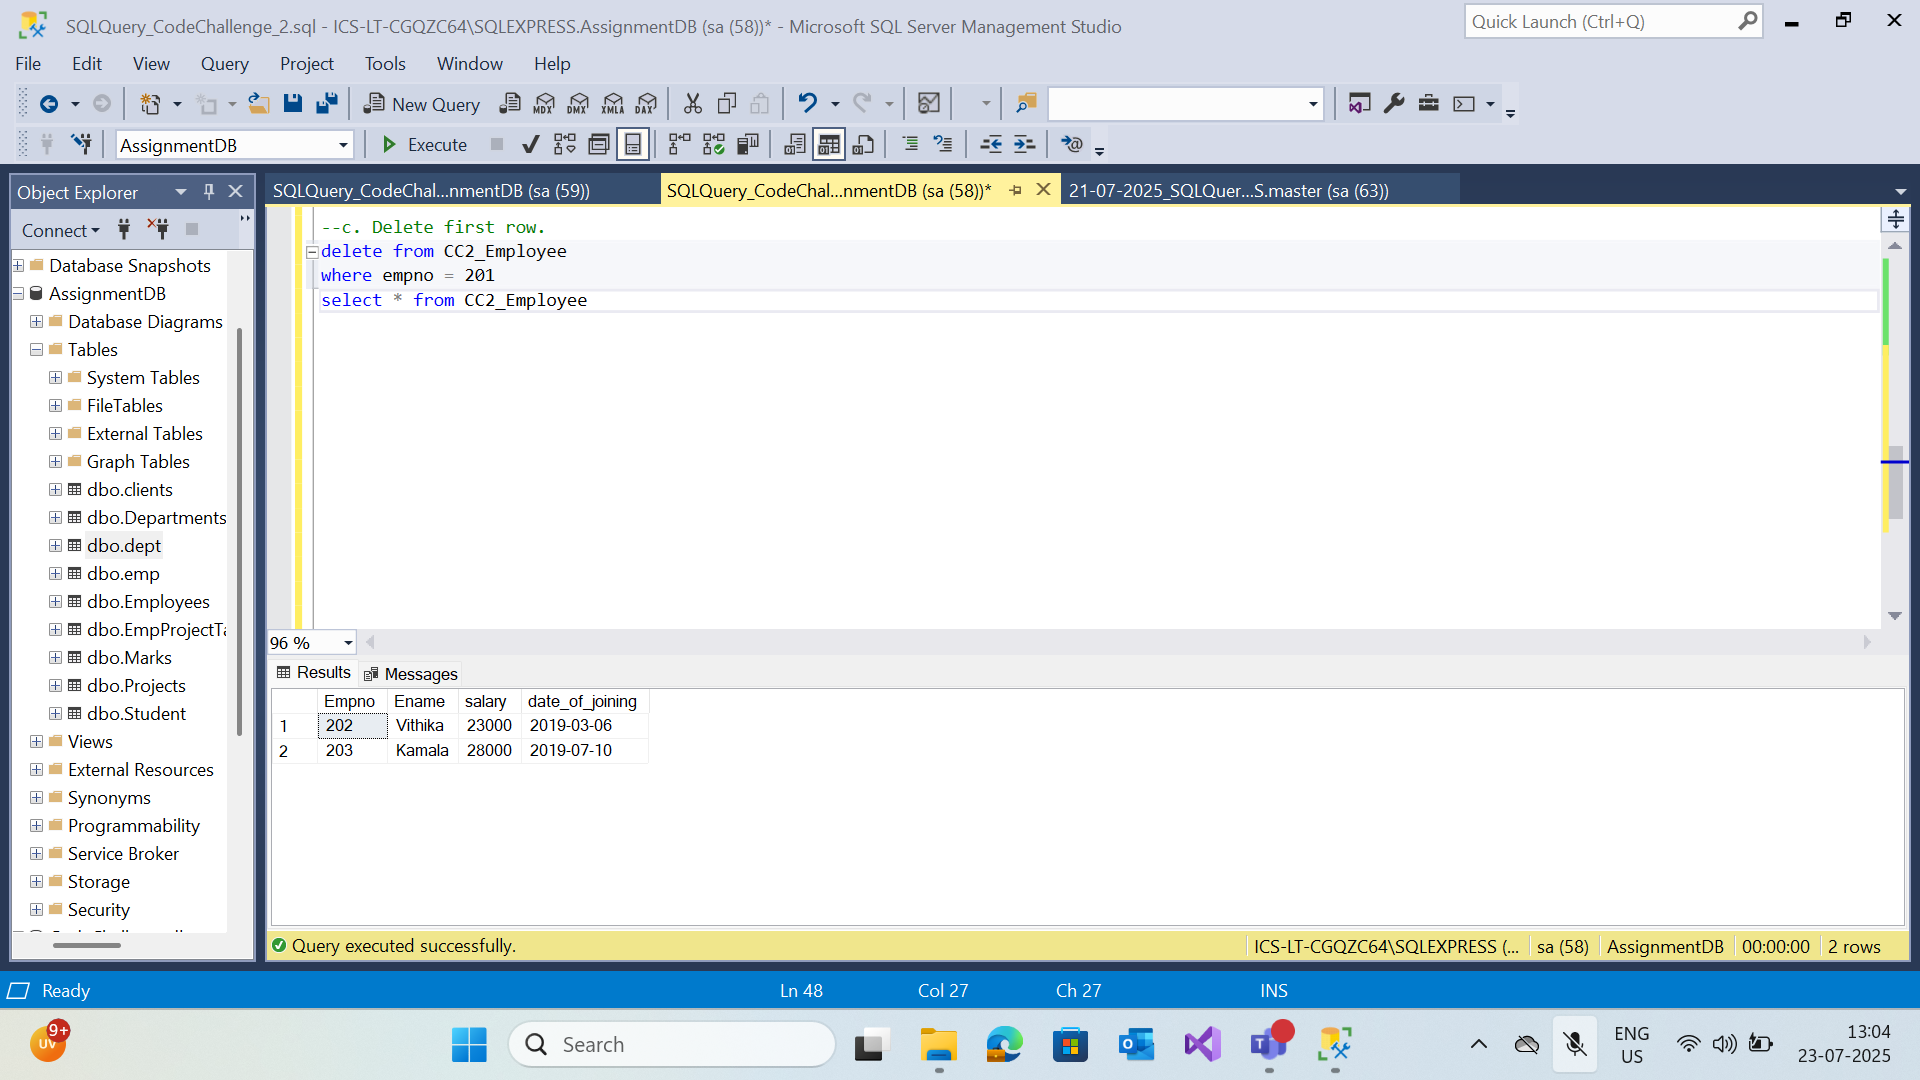 SQLQuery_CodeChallenge_2.sql - ICS-LT-CGQZC64\SQLEXPRESS.AssignmentDB (sa (58))* - Microsoft SQL Server Management Studio
Quick Launch (Ctrl+Q)
File Edit View Query Project Tools Window Help
New Query MDX DMX XMLA DAX
AssignmentDB Execute
Object Explorer
SQLQuery_CodeChal...nmentDB (sa (59)) SQLQuery_CodeChal...nmentDB (sa (58))* 21-07-2025_SQLQuer...S.master (sa (63))
Connect
Database Snapshots
AssignmentDB
Database Diagrams
Tables
System Tables
FileTables
External Tables
Graph Tables
dbo.clients
dbo.Departments
dbo.dept
dbo.emp
dbo.Employees
dbo.EmpProjectTa
dbo.Marks
dbo.Projects
dbo.Student
Views
External Resources
Synonyms
Programmability
Service Broker
Storage
Security
--c. Delete first row.
delete from CC2_Employee
where empno = 201
select * from CC2_Employee
96 %
Results Messages
Empno Ename salary date_of_joining
1 202 Vithika 23000 2019-03-06
2 203 Kamala 28000 2019-07-10
Query executed successfully. ICS-LT-CGQZC64\SQLEXPRESS (... sa (58) AssignmentDB 00:00:00 2 rows
Ready Ln 48 Col 27 Ch 27 INS
9+
UV
Search
ENG
US
13:04
23-07-2025